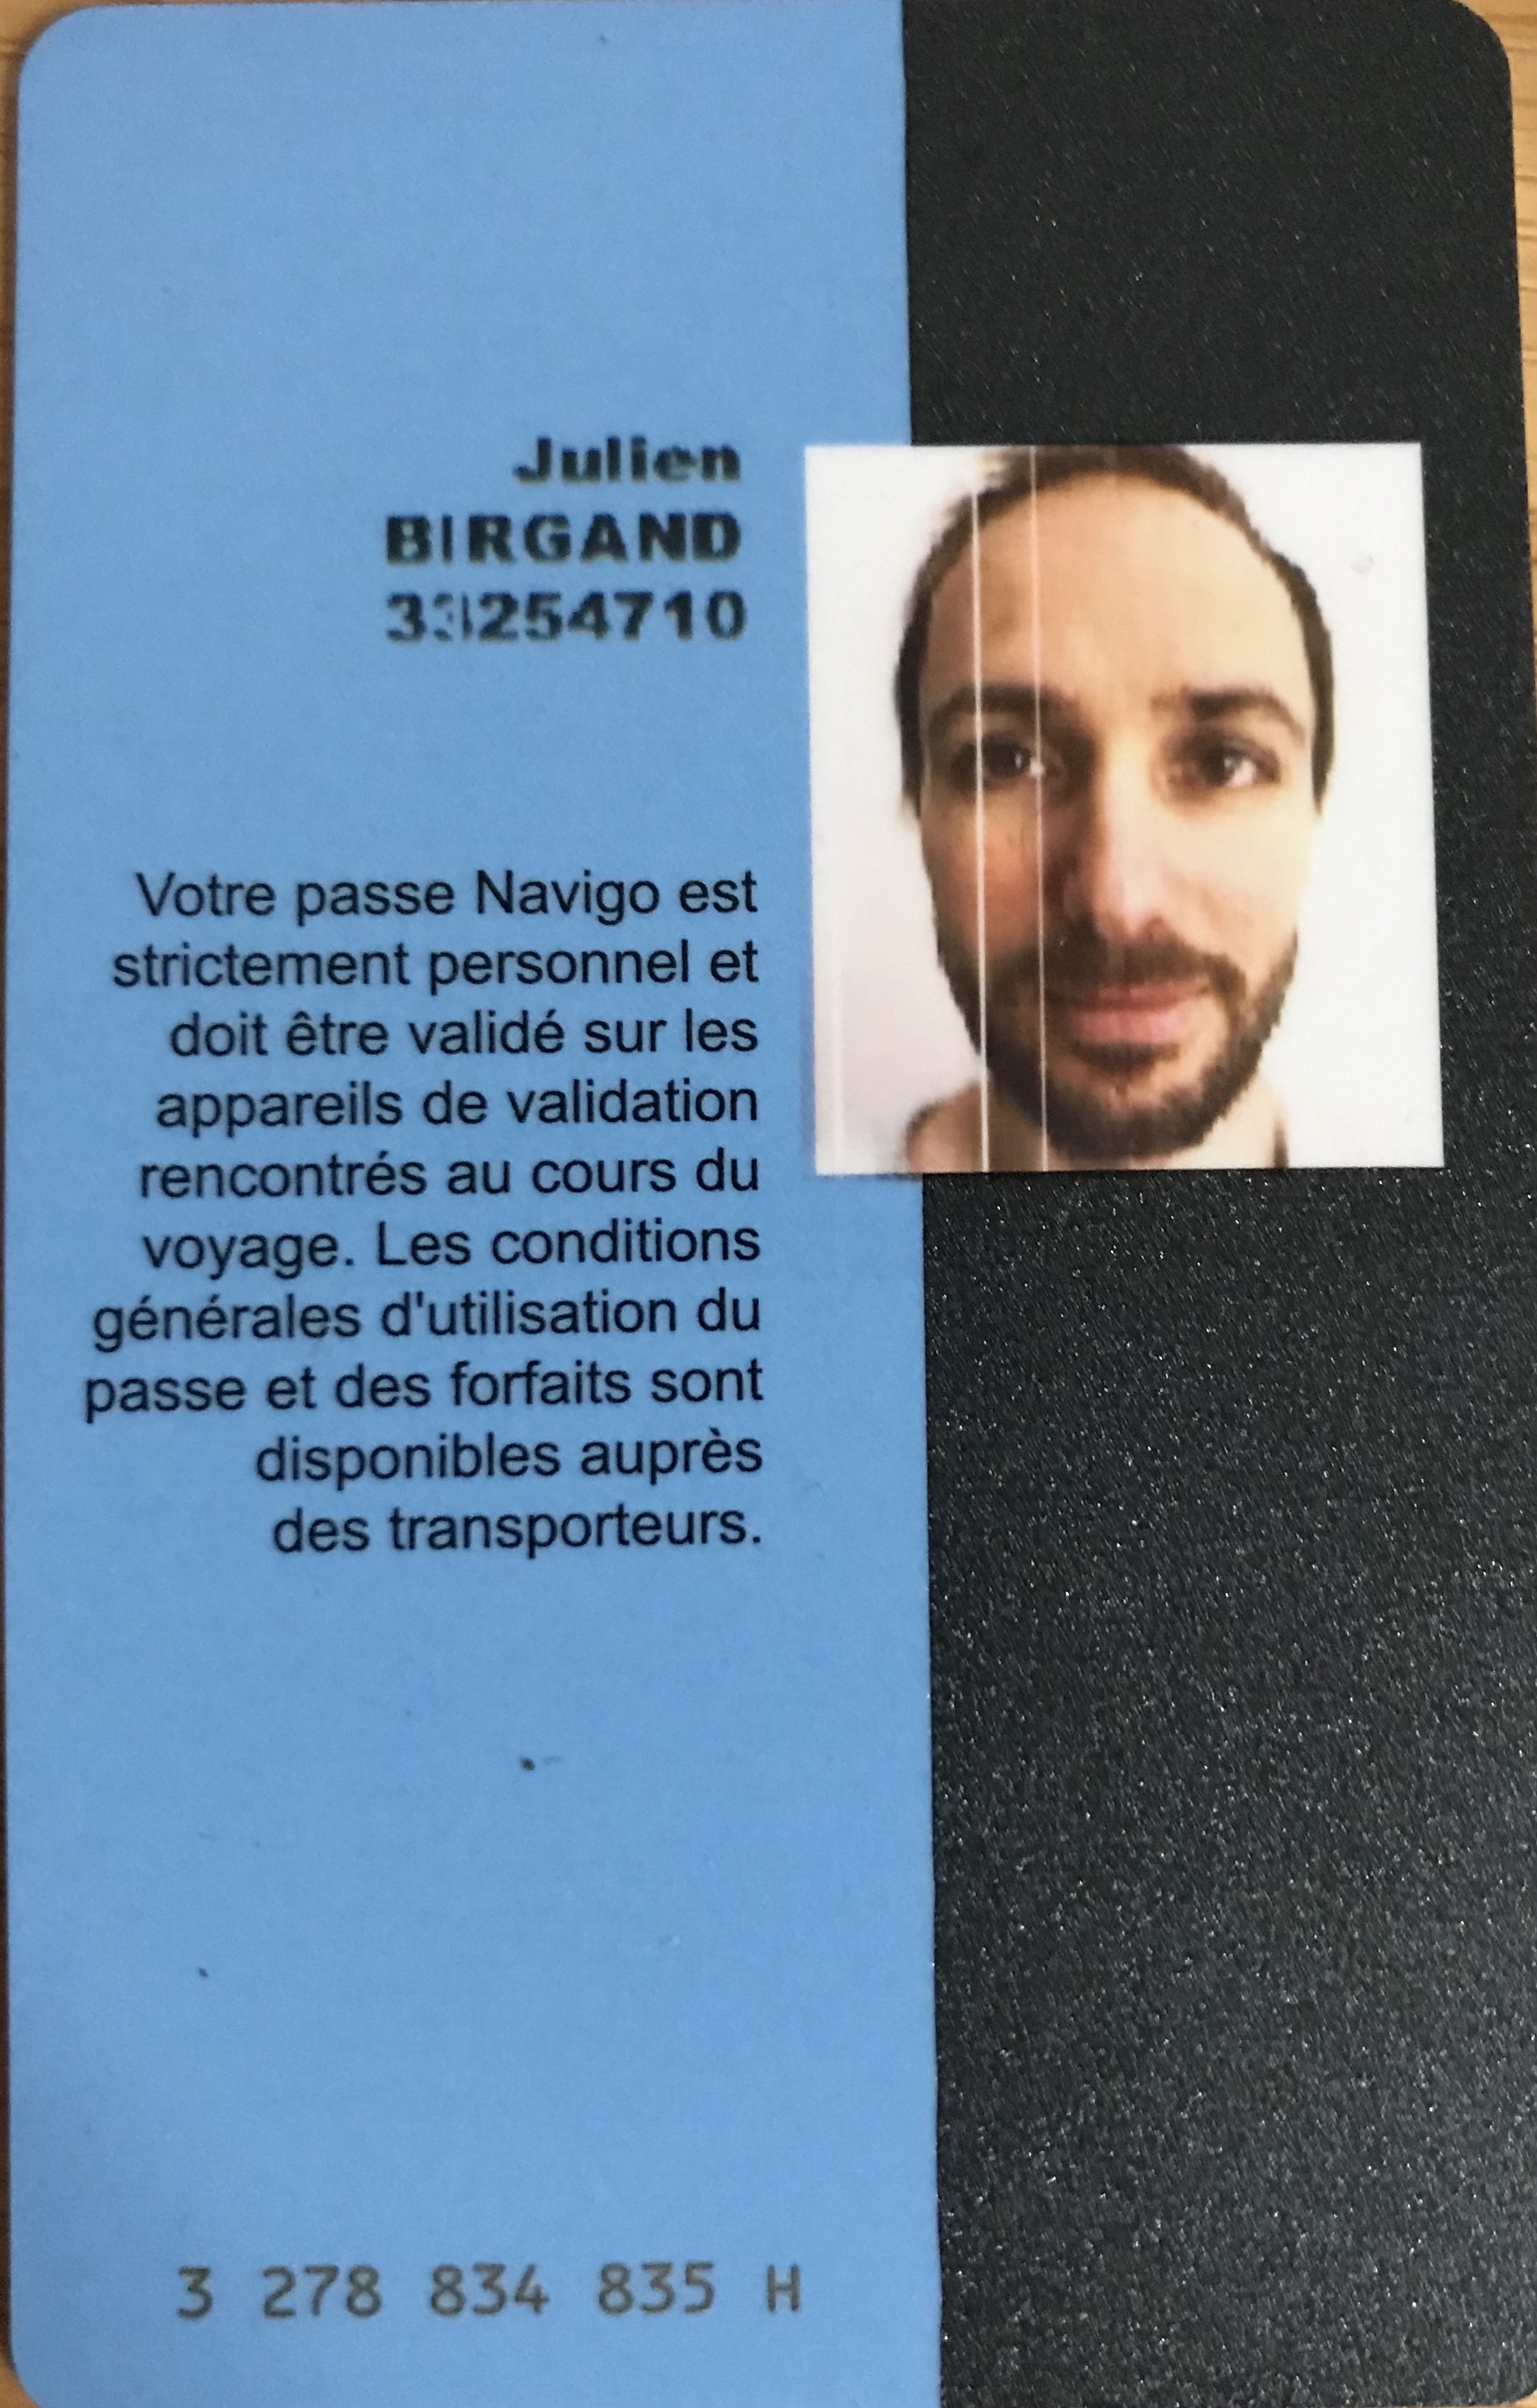 Julien
BIRGAND
Votre passe Navigo est
strictement personnel et
doit être validé sur les
appareils de validation
rencontrés au cours du
voyage. Les conditions
générales d'utilisation du
passe et des forfaits sont
disponibles auprès
des transporteurs.
3 278 834 835 H